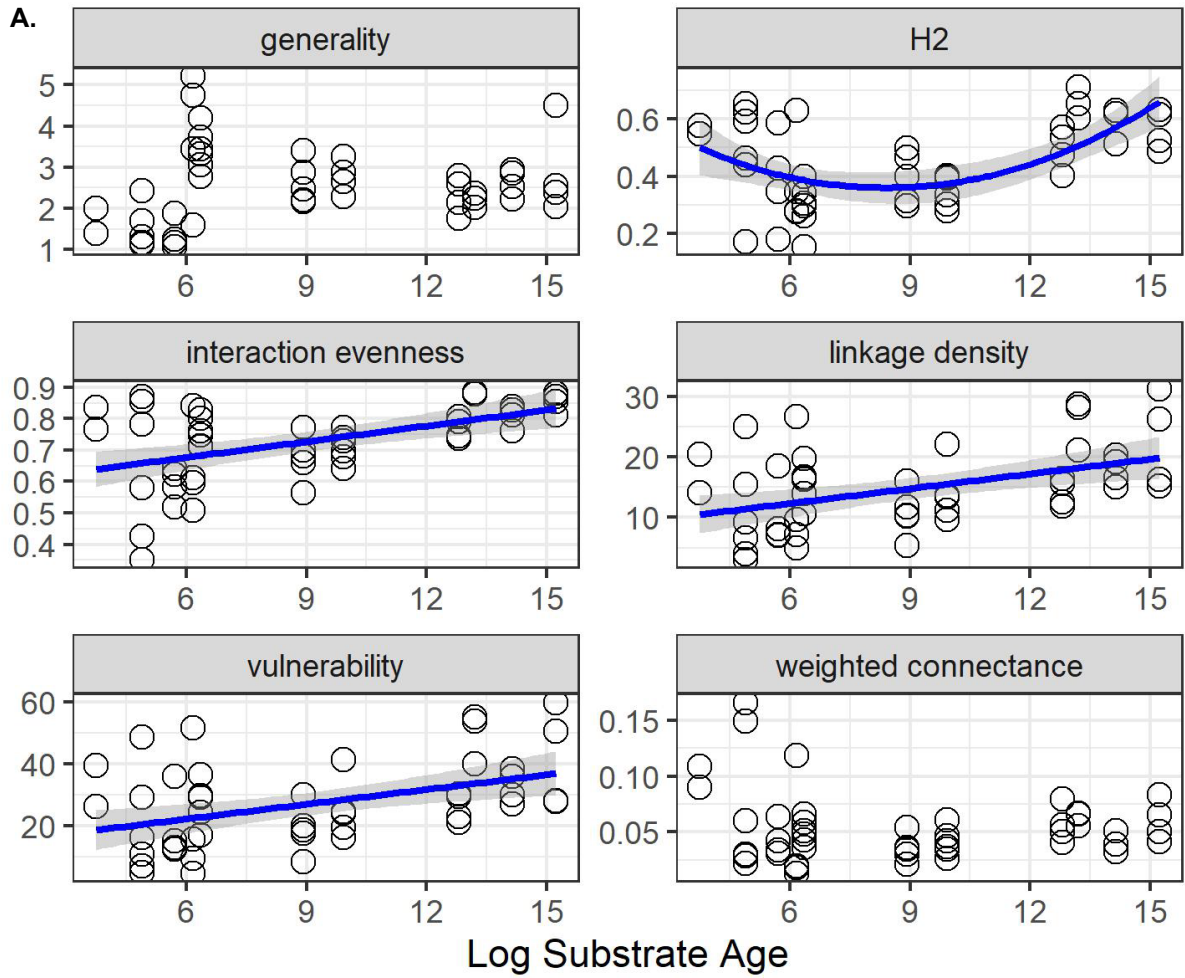 A.
generality
H2
5
4
3
2
1
0.6
0.4
0.2
6 9 12 15
6 9 12 15
interaction evenness
linkage density
0.9
0.8
0.7
0.6
0.5
0.4
30
20
10
6 9 12 15
6 9 12 15
vulnerability
weighted connectance
60
40
20
0.15
0.10
0.05
6 9 12 15
6 9 12 15
Log Substrate Age